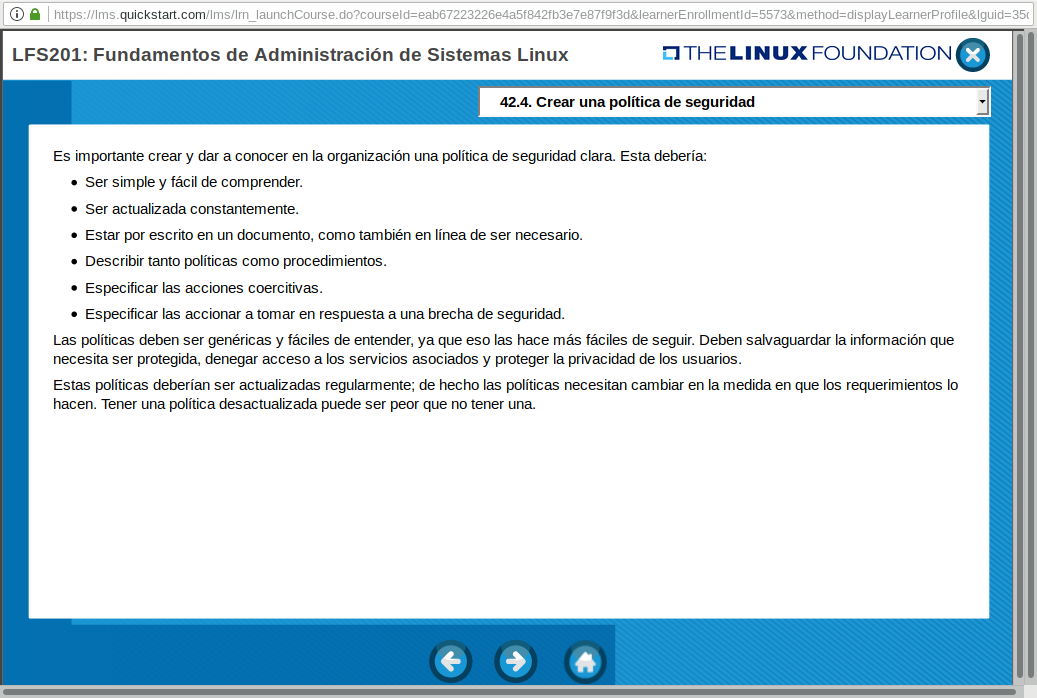 https://lms.quickstart.com/lms/lrn_launchCourse.do?courseId=eab67223226e4a5f842fb3e7e87f9f3d&learnerEnrollmentId=5573&method=displayLearnerProfile&lguid=35c
LFS201: Fundamentos de Administración de Sistemas Linux
THE LINUX FOUNDATION
42.4. Crear una política de seguridad
Es importante crear y dar a conocer en la organización una política de seguridad clara. Esta debería:
• Ser simple y fácil de comprender.
• Ser actualizada constantemente.
• Estar por escrito en un documento, como también en línea de ser necesario.
• Describir tanto políticas como procedimientos.
• Especificar las acciones coercitivas.
• Especificar las accionar a tomar en respuesta a una brecha de seguridad.
Las políticas deben ser genéricas y fáciles de entender, ya que eso las hace más fáciles de seguir. Deben salvaguardar la información que
necesita ser protegida, denegar acceso a los servicios asociados y proteger la privacidad de los usuarios.
Estas políticas deberían ser actualizadas regularmente; de hecho las políticas necesitan cambiar en la medida en que los requerimientos lo
hacen. Tener una política desactualizada puede ser peor que no tener una.